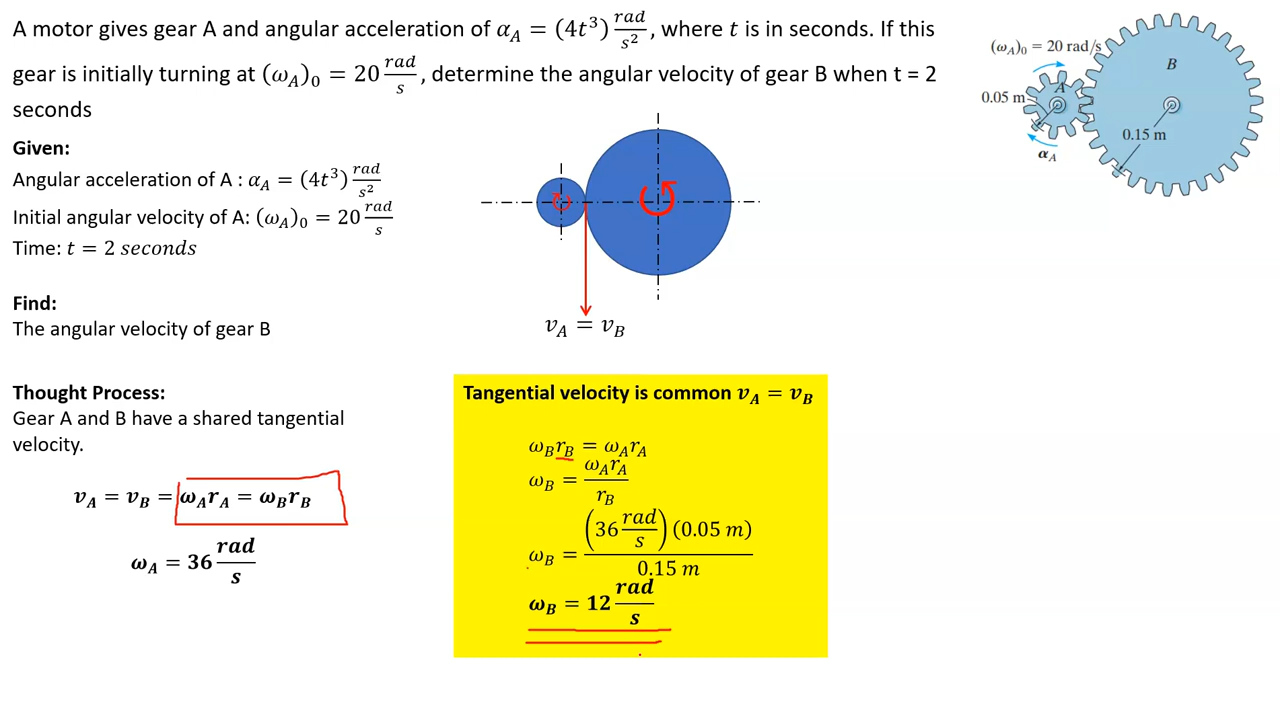 A motor gives gear A and angular acceleration of ∝_A = (4t³) rad/s², where t is in seconds. If this
gear is initially turning at (ω_A)₀ = 20 rad/s, determine the angular velocity of gear B when t = 2
seconds
Given:
Angular acceleration of A : ∝_A = (4t³) rad/s²
Initial angular velocity of A: (ω_A)₀ = 20 rad/s
Time: t = 2 seconds
Find:
The angular velocity of gear B
Thought Process:
Gear A and B have a shared tangential
velocity.
v_A = v_B = ω_A r_A = ω_B r_B
ω_A = 36 rad/s
v_A = v_B
Tangential velocity is common v_A = v_B
ω_B r_B = ω_A r_A
ω_B = ω_A r_A / r_B
ω_B = (36 rad/s) (0.05 m) / 0.15 m
ω_B = 12 rad/s
(ω_A)₀ = 20 rad/s
B
A
0.05 m
0.15 m
α_A